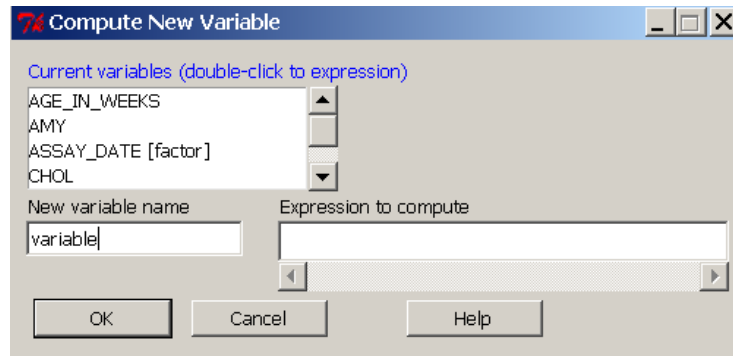 Compute New Variable
Current variables (double-click to expression)
AGE_IN_WEEKS
AMY
ASSAY_DATE [factor]
CHOL
New variable name Expression to compute
variable
OK Cancel Help